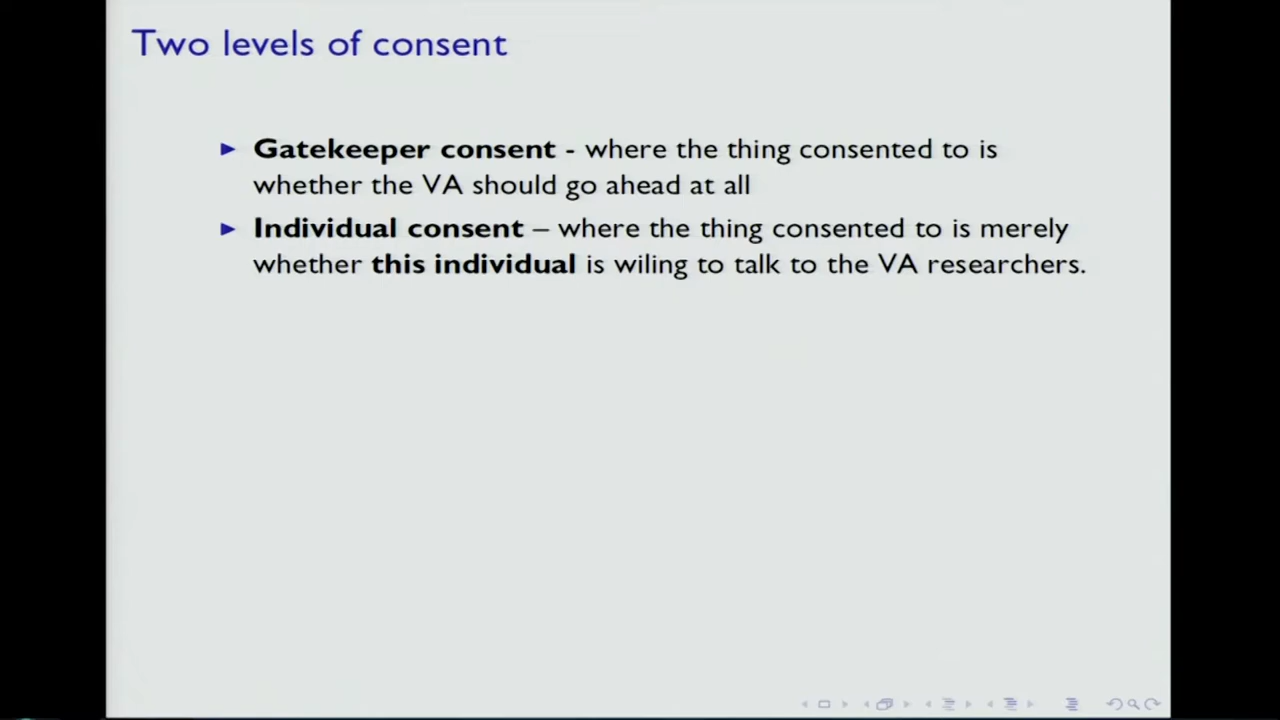 Two levels of consent
► Gatekeeper consent - where the thing consented to is
whether the VA should go ahead at all
► Individual consent – where the thing consented to is merely
whether this individual is wiling to talk to the VA researchers.